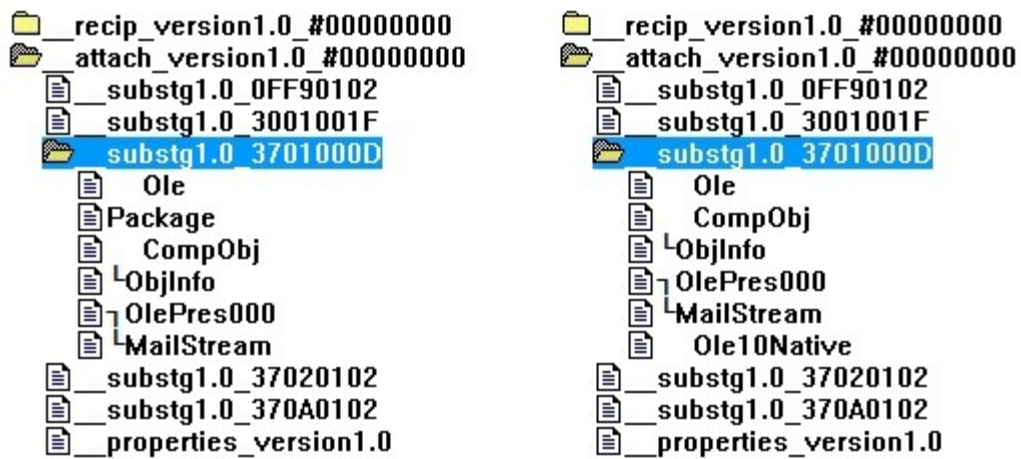 __recip_version1.0_#00000000
__attach_version1.0_#00000000
__substg1.0_0FF90102
__substg1.0_3001001F
__substg1.0_3701000D
Ole
Package
CompObj
└ObjInfo
┐OlePres000
└MailStream
__substg1.0_37020102
__substg1.0_370A0102
__properties_version1.0
__recip_version1.0_#00000000
__attach_version1.0_#00000000
__substg1.0_0FF90102
__substg1.0_3001001F
__substg1.0_3701000D
Ole
CompObj
└ObjInfo
┐OlePres000
└MailStream
Ole10Native
__substg1.0_37020102
__substg1.0_370A0102
__properties_version1.0